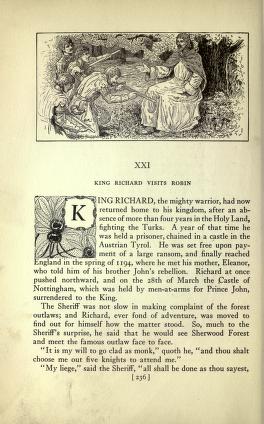 XXI
KING RICHARD VISITS ROBIN
KING RICHARD, the mighty warrior, had now
returned home to his kingdom, after an ab-
sence of more than four years in the Holy Land,
fighting the Turks. A year of that time he
was held a prisoner, chained in a castle in the
Austrian Tyrol. He was set free upon pay-
ment of a large ransom, and finally reached
England in the spring of 1194, where he met his mother, Eleanor,
who told him of his brother John's rebellion. Richard at once
pushed northward, and on the 28th of March the Castle of
Nottingham, which was held by men-at-arms for Prince John,
surrendered to the King.
The Sheriff was not slow in making complaint of the forest
outlaws; and Richard, ever fond of adventure, was moved to
find out for himself how the matter stood. So, much to the
Sheriff's surprise, he said that he would see Sherwood Forest
and meet the famous outlaw face to face.
"It is my will to go clad as monk," quoth he, "and thou shalt
choose me out five knights to attend me."
"My liege," said the Sheriff, "all shall be done as thou sayest,
[236]